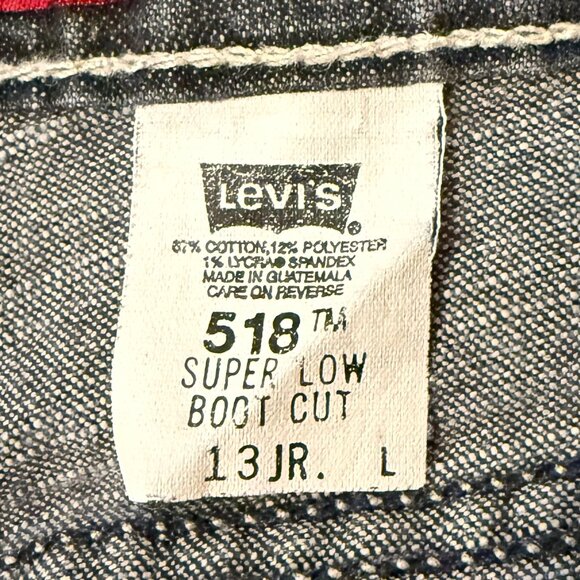 LEVI'S ®
87% COTTON, 12% POLYESTER
1% LYCRA® SPANDEX
MADE IN GUATEMALA
CARE ON REVERSE
518™
SUPER LOW
BOOT CUT
13JR. L